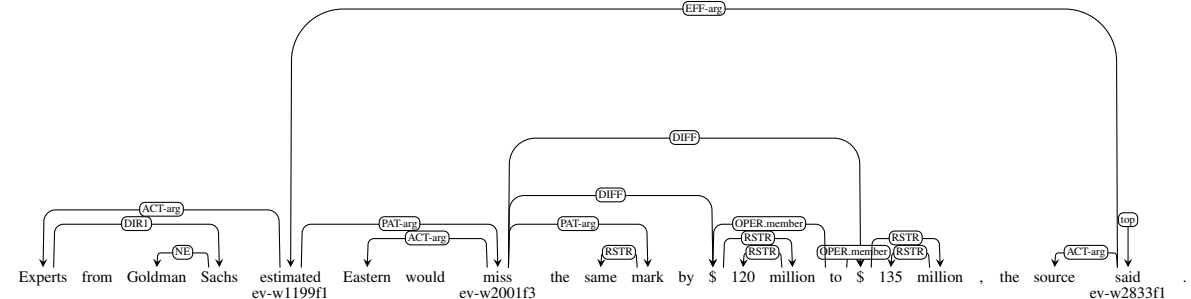 EFF-arg
DIFF
DIFF
ACT-arg
top
DIR1 PAT-arg PAT-arg OPER.member
ACT-arg RSTR RSTR
NE RSTR RSTR OPER.member RSTR ACT-arg
Experts from Goldman Sachs estimated Eastern would miss the same mark by $ 120 million to $ 135 million , the source said .
ev-w1199f1 ev-w2001f3 ev-w2833f1